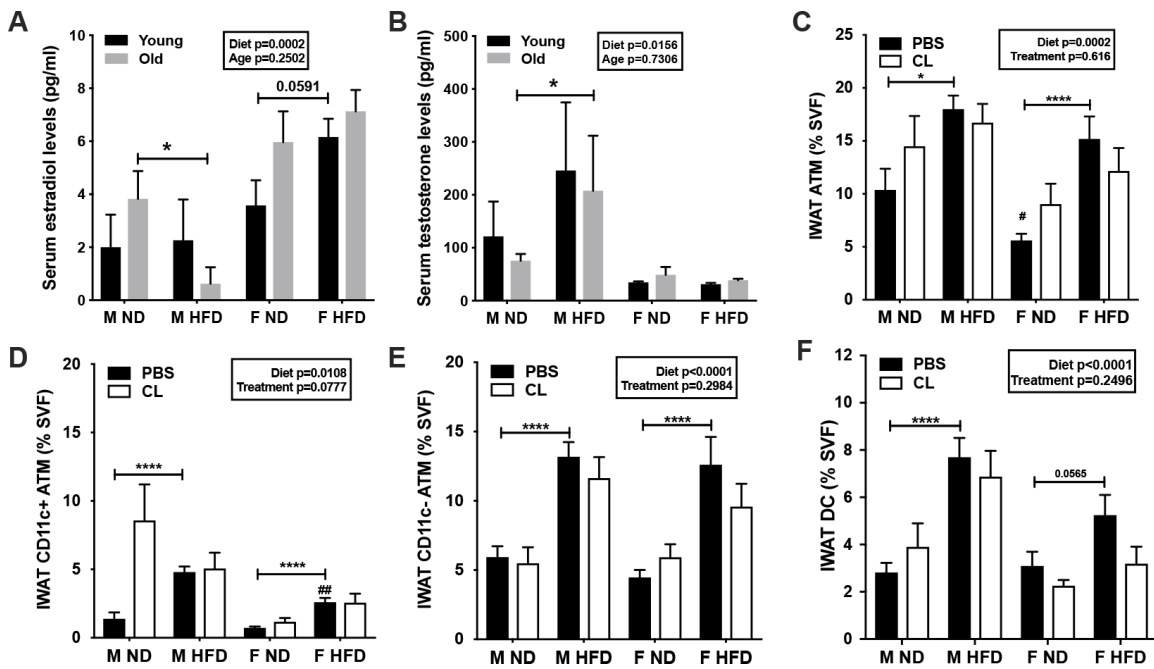 A
Young
Old
Diet p=0.0002
Age p=0.2502
Serum estradiol levels (pg/ml)
8
6
4
2
0
*
0.0591
M ND
M HFD
F ND
F HFD
B
Young
Old
Diet p=0.0156
Age p=0.7306
Serum testosterone levels (pg/ml)
500
400
300
200
100
0
*
M ND
M HFD
F ND
F HFD
C
PBS
CL
Diet p=0.0002
Treatment p=0.616
IWAT ATM (% SVF)
25
20
15
10
5
0
*
****
#
M ND
M HFD
F ND
F HFD
D
PBS
CL
Diet p=0.0108
Treatment p=0.0777
IWAT CD11c+ ATM (% SVF)
20
15
10
5
0
****
****
##
M ND
M HFD
F ND
F HFD
E
PBS
CL
Diet p<0.0001
Treatment p=0.2984
IWAT CD11c- ATM (% SVF)
20
15
10
5
0
****
****
M ND
M HFD
F ND
F HFD
F
PBS
CL
Diet p<0.0001
Treatment p=0.2496
IWAT DC (% SVF)
12
10
8
6
4
2
0
****
0.0565
M ND
M HFD
F ND
F HFD